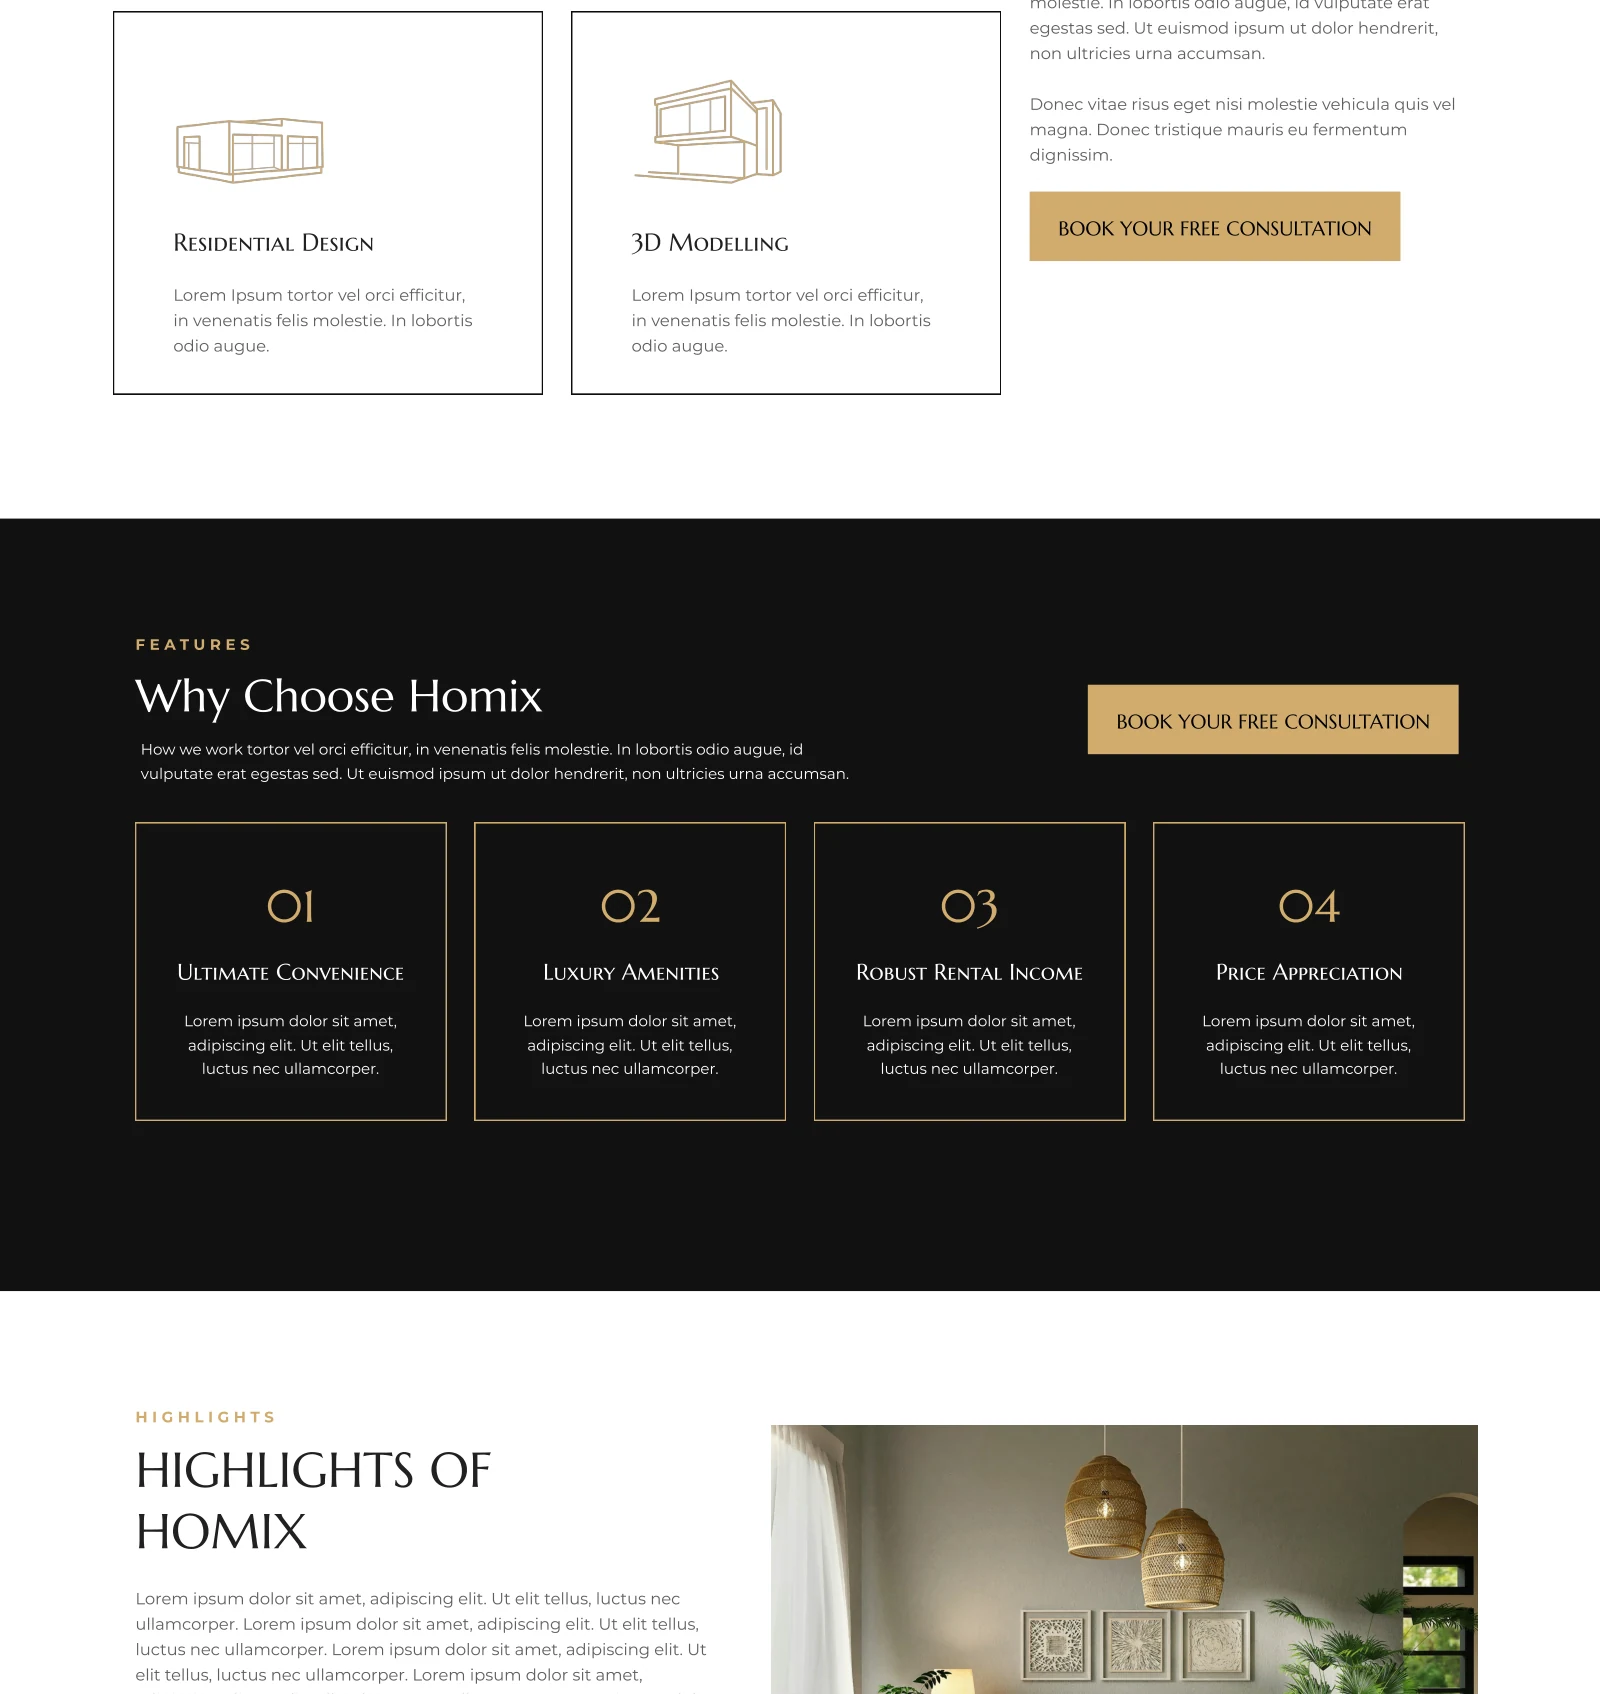 Residential Design
Lorem Ipsum tortor vel orci efficitur,
in venenatis felis molestie. In lobortis
odio augue.
3D Modelling
Lorem Ipsum tortor vel orci efficitur,
in venenatis felis molestie. In lobortis
odio augue.
molestie. In lobortis odio augue, id vulputate erat
egestas sed. Ut euismod ipsum ut dolor hendrerit,
non ultricies urna accumsan.
Donec vitae risus eget nisi molestie vehicula quis vel
magna. Donec tristique mauris eu fermentum
dignissim.
BOOK YOUR FREE CONSULTATION
FEATURES
Why Choose Homix
How we work tortor vel orci efficitur, in venenatis felis molestie. In lobortis odio augue, id
vulputate erat egestas sed. Ut euismod ipsum ut dolor hendrerit, non ultricies urna accumsan.
BOOK YOUR FREE CONSULTATION
01
Ultimate Convenience
Lorem ipsum dolor sit amet,
adipiscing elit. Ut elit tellus,
luctus nec ullamcorper.
02
Luxury Amenities
Lorem ipsum dolor sit amet,
adipiscing elit. Ut elit tellus,
luctus nec ullamcorper.
03
Robust Rental Income
Lorem ipsum dolor sit amet,
adipiscing elit. Ut elit tellus,
luctus nec ullamcorper.
04
Price Appreciation
Lorem ipsum dolor sit amet,
adipiscing elit. Ut elit tellus,
luctus nec ullamcorper.
HIGHLIGHTS
HIGHLIGHTS OF
HOMIX
Lorem ipsum dolor sit amet, adipiscing elit. Ut elit tellus, luctus nec
ullamcorper. Lorem ipsum dolor sit amet, adipiscing elit. Ut elit tellus,
luctus nec ullamcorper. Lorem ipsum dolor sit amet, adipiscing elit. Ut
elit tellus, luctus nec ullamcorper. Lorem ipsum dolor sit amet,